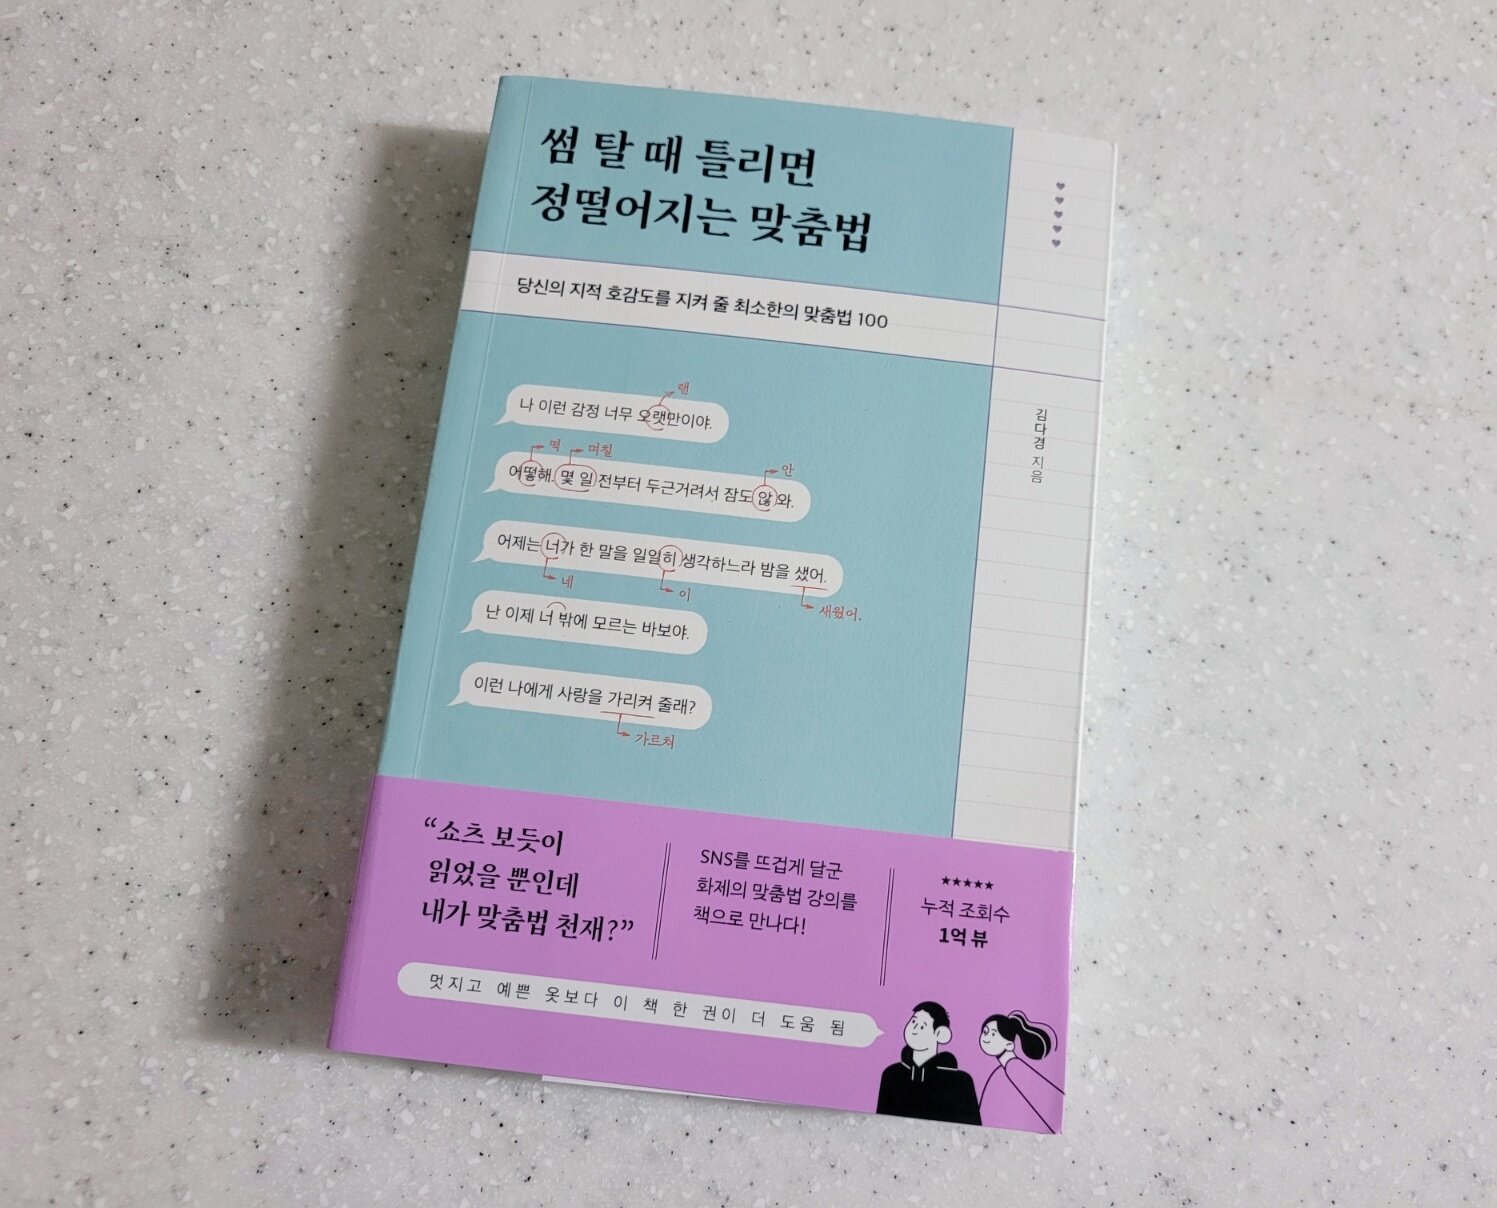 썸 탈 때 틀리면
정떨어지는 맞춤법
당신의 지적 호감도를 지켜 줄 최소한의 맞춤법 100
김다경 지음
랜
나 이런 감정 너무 오랫만이야.
떡 며칠 안
어떻해. 몇 일 전부터 두근거려서 잠도 않 와.
어제는 너가 한 말을 일일히 생각하느라 밤을 샜어.
네 이 새웠어.
난 이제 너 밖에 모르는 바보야.
이런 나에게 사랑을 가리켜 줄래?
가르쳐
“쇼츠 보듯이
읽었을 뿐인데
내가 맞춤법 천재?”
SNS를 뜨겁게 달군
화제의 맞춤법 강의를
책으로 만나다!
★★★★★
누적 조회수
1억 뷰
멋지고 예쁜 옷보다 이 책 한 권이 더 도움 됨